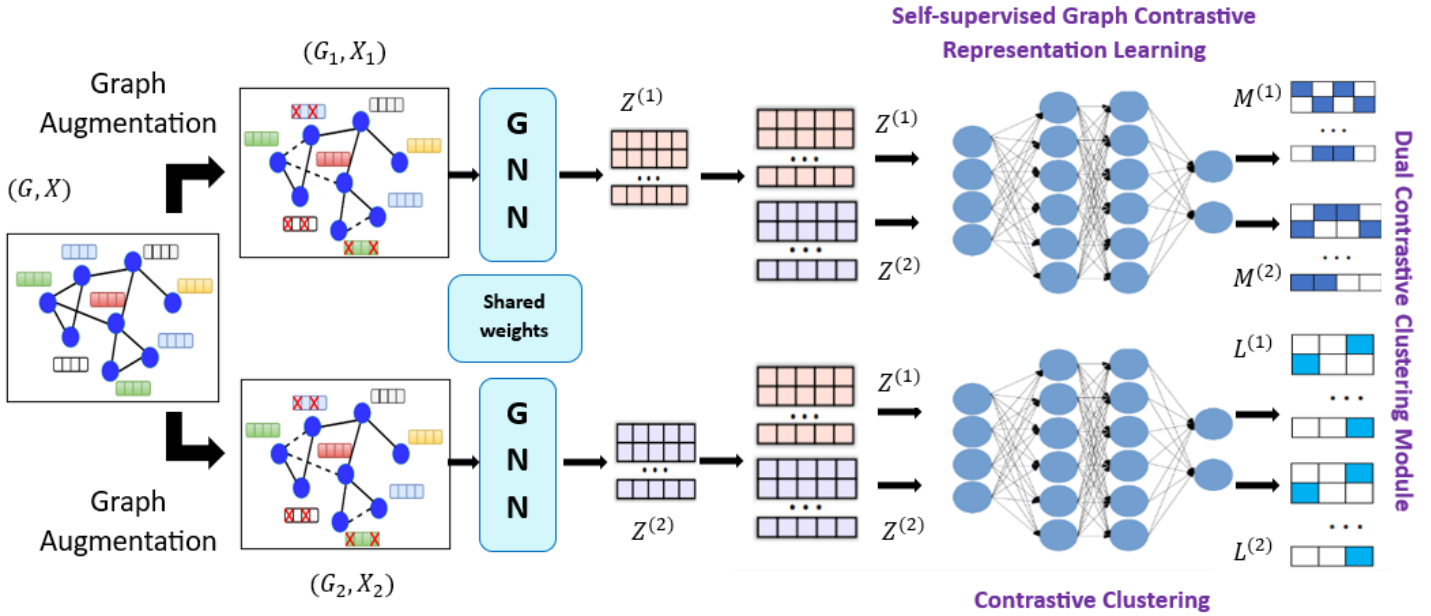 Self-supervised Graph Contrastive
Representation Learning
(G₁, X₁)
Graph
Augmentation
(G, X)
G
N
N
Z⁽¹⁾
...
Z⁽¹⁾
...
...
Z⁽²⁾
M⁽¹⁾
...
...
M⁽²⁾
Dual Contrastive Clustering Module
Shared
weights
Graph
Augmentation
(G₂, X₂)
G
N
N
...
Z⁽²⁾
Z⁽¹⁾
...
...
Z⁽²⁾
L⁽¹⁾
...
...
L⁽²⁾
Contrastive Clustering